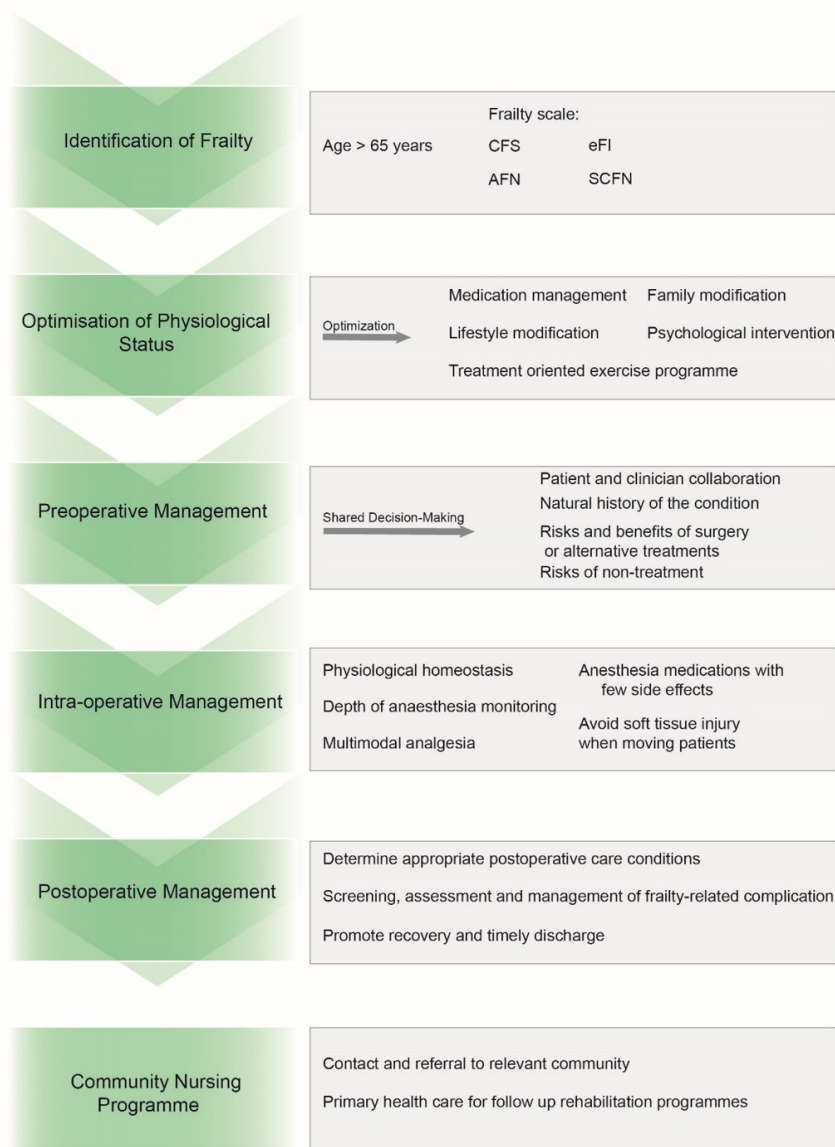 Identification of Frailty
Age > 65 years
Frailty scale:
CFS eFI
AFN SCFN
Optimisation of Physiological
Status
Optimization
Medication management Family modification
Lifestyle modification Psychological intervention
Treatment oriented exercise programme
Preoperative Management
Shared Decision-Making
Patient and clinician collaboration
Natural history of the condition
Risks and benefits of surgery
or alternative treatments
Risks of non-treatment
Intra-operative Management
Physiological homeostasis
Depth of anaesthesia monitoring
Multimodal analgesia
Anesthesia medications with
few side effects
Avoid soft tissue injury
when moving patients
Postoperative Management
Determine appropriate postoperative care conditions
Screening, assessment and management of frailty-related complication
Promote recovery and timely discharge
Community Nursing
Programme
Contact and referral to relevant community
Primary health care for follow up rehabilitation programmes